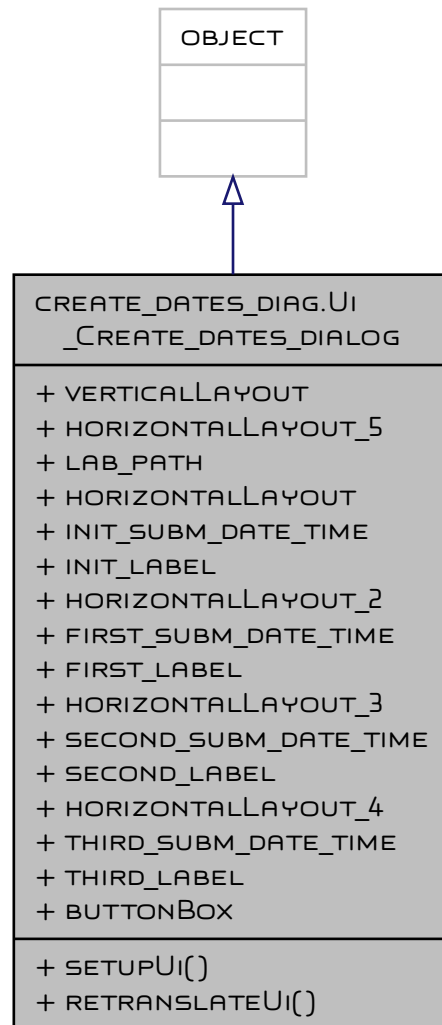 object
create_dates_diag.Ui
_Create_dates_dialog
+ verticalLayout
+ horizontalLayout_5
+ lab_path
+ horizontalLayout
+ init_subm_date_time
+ init_label
+ horizontalLayout_2
+ first_subm_date_time
+ first_label
+ horizontalLayout_3
+ second_subm_date_time
+ second_label
+ horizontalLayout_4
+ third_subm_date_time
+ third_label
+ buttonBox
+ setupUi()
+ retranslateUi()